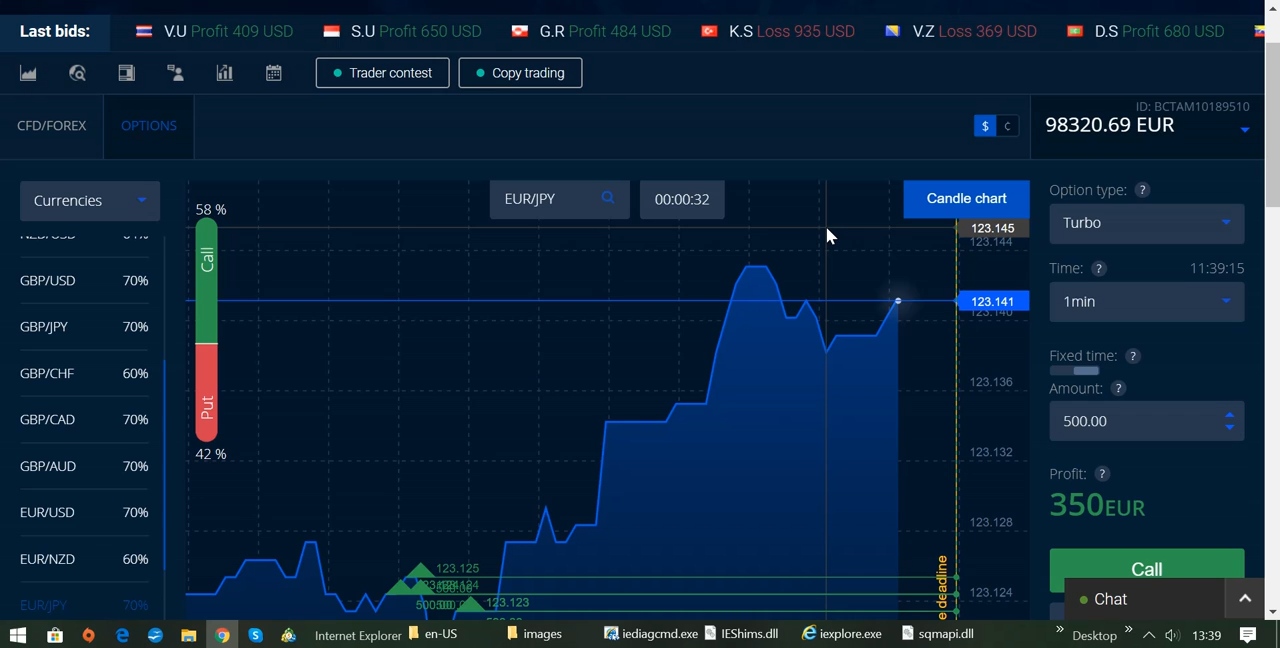 Last bids: V.U Profit 409 USD S.U Profit 650 USD G.R Profit 484 USD K.S Loss 935 USD V.Z Loss 369 USD D.S Profit 680 USD
Trader contest Copy trading
ID: BCTAM10189510
CFD/FOREX OPTIONS $ ¢ 98320.69 EUR
Currencies
58 %
Call
Put
42 %
EUR/JPY 00:00:32 Candle chart
123.145
123.144
123.141
123.140
123.136
123.132
123.128
123.124
GBP/USD 70%
GBP/JPY 70%
GBP/CHF 60%
GBP/CAD 70%
GBP/AUD 70%
EUR/USD 70%
EUR/NZD 60%
EUR/JPY 70%
123.125
123.123
deadline
Option type: ?
Turbo
Time: ? 11:39:15
1min
Fixed time: ?
Amount: ?
500.00
Profit: ?
350EUR
Call
Chat
Internet Explorer en-US images iediagcmd.exe IEShims.dll iexplore.exe sqmapi.dll Desktop 13:39